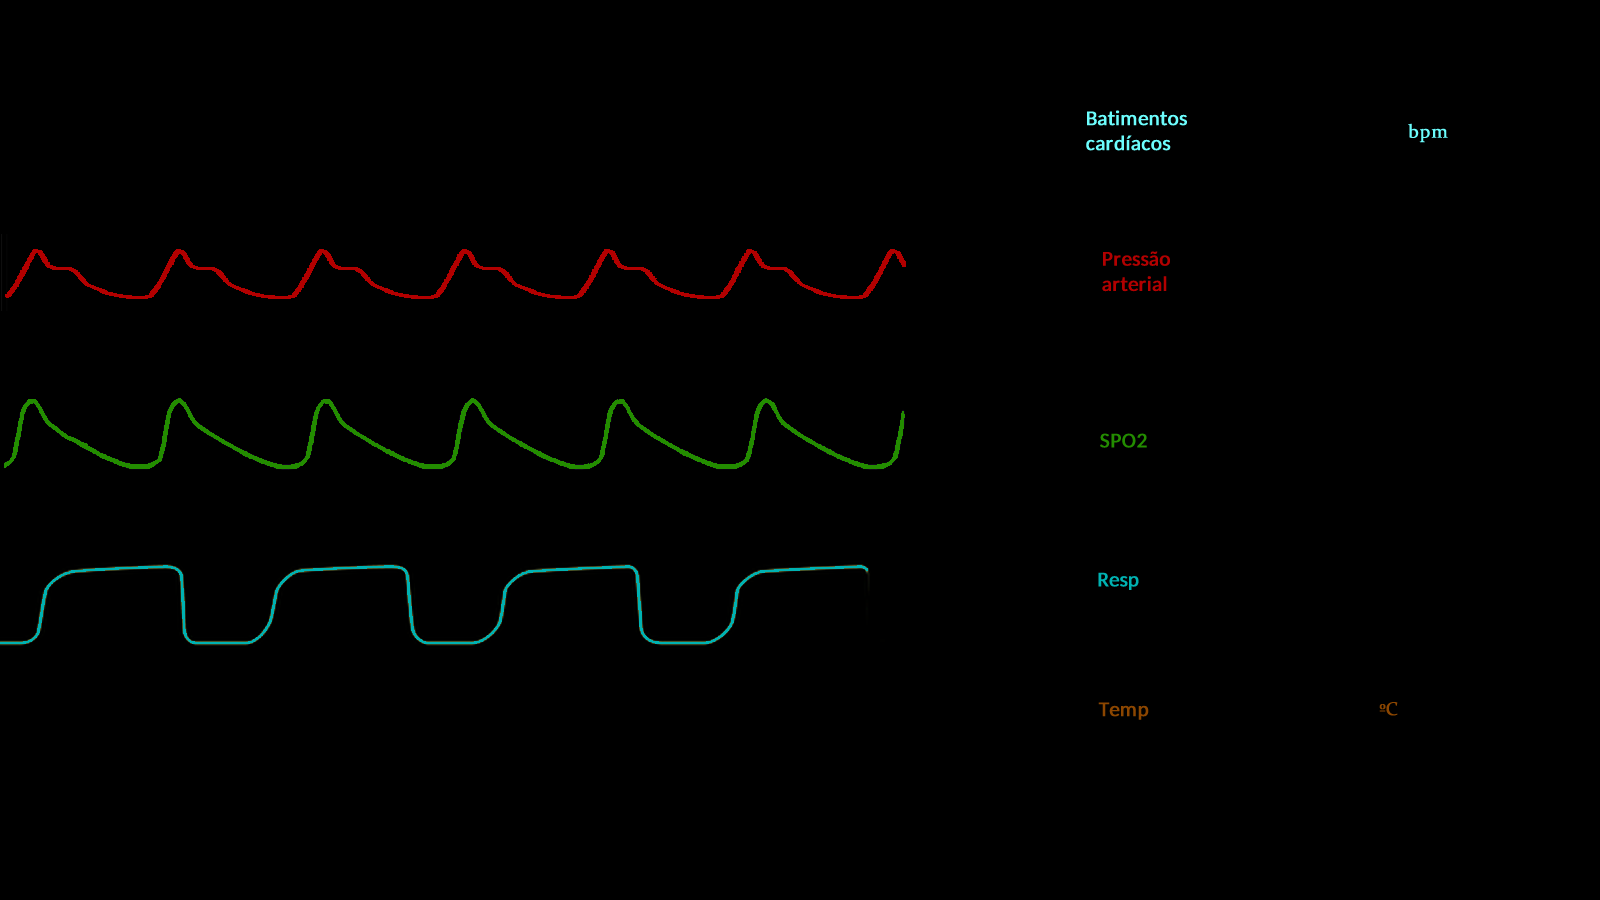 Batimentos
cardíacos
bpm
Pressão
arterial
SPO2
Resp
Temp
ºC